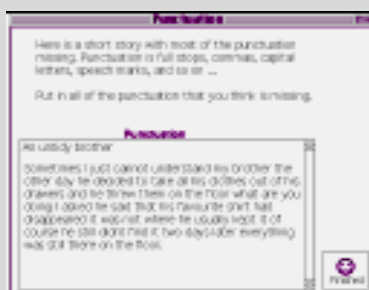 Punctuation
Here is a short story with most of the punctuation
missing. Punctuation is full stops, commas, capital
letters, speech marks, and so on ...
Put in all of the punctuation that you think is missing.
Punctuation
An untidy brother
Sometimes I just cannot understand my brother the
other day he decided to take all his clothes out of his
drawers and he threw them on the floor what are you
doing I asked he said that his favourite shirt had
disappeared it was not where he usually kept it of
course he still didnt find it two days later everything
was still there on the floor.
Finished